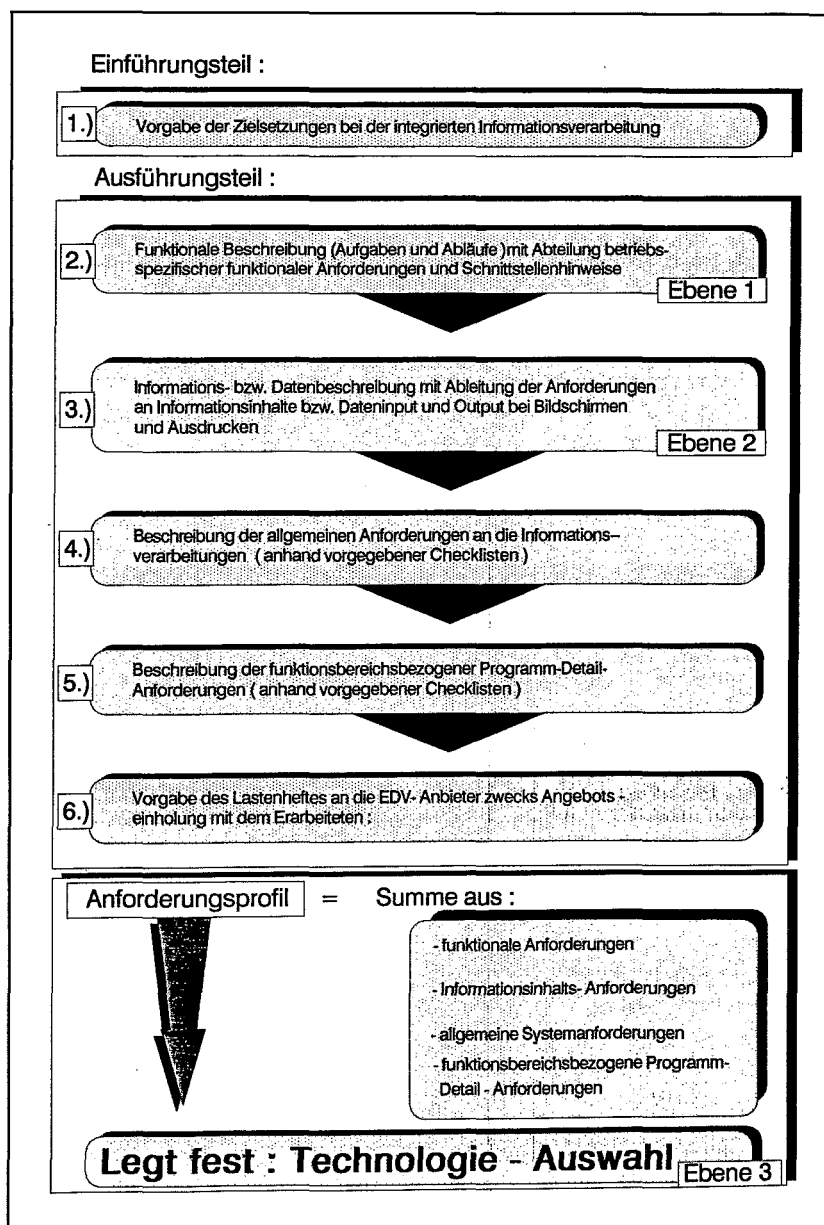 Einführungsteil :
1.) Vorgabe der Zielsetzungen bei der integrierten Informationsverarbeitung
Ausführungsteil :
2.) Funktionale Beschreibung (Aufgaben und Abläufe )mit Abteilung betriebs-
spezifischer funktionaler Anforderungen und Schnittstellenhinweise
Ebene 1
3.) Informations- bzw. Datenbeschreibung mit Ableitung der Anforderungen
an Informationsinhalte bzw. Dateninput und Output bei Bildschirmen
und Ausdrucken
Ebene 2
4.) Beschreibung der allgemeinen Anforderungen an die Informations–
verarbeitungen ( anhand vorgegebener Checklisten )
5.) Beschreibung der funktionsbereichsbezogener Programm-Detail-
Anforderungen ( anhand vorgegebener Checklisten )
6.) Vorgabe des Lastenheftes an die EDV- Anbieter zwecks Angebots -
einholung mit dem Erarbeiteten :
Anforderungsprofil = Summe aus :
- funktionale Anforderungen
- Informationsinhalts- Anforderungen
- allgemeine Systemanforderungen
- funktionsbereichsbezogene Programm-
Detail - Anforderungen
Legt fest : Technologie - Auswahl
Ebene 3